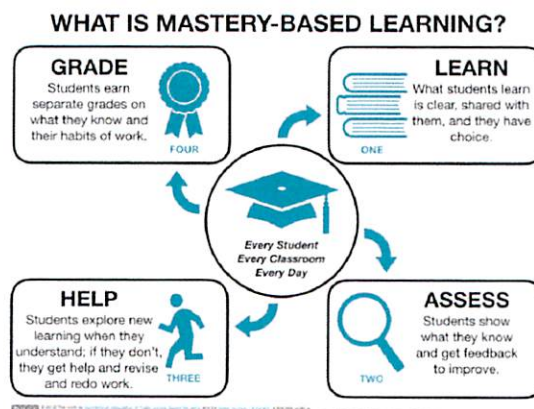 WHAT IS MASTERY-BASED LEARNING?
GRADE
Students earn
separate grades on
what they know and
their habits of work.
FOUR
LEARN
What students learn
is clear, shared with
them, and they have
choice.
ONE
Every Student
Every Classroom
Every Day
HELP
Students explore new
learning when they
understand; if they don't,
they get help and revise
and redo work.
THREE
ASSESS
Students show
what they know
and get feedback
to improve.
TWO